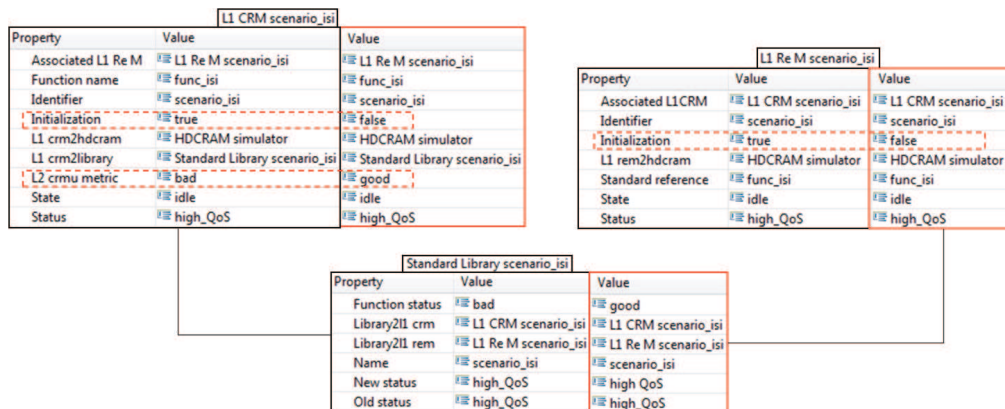 L1 CRM scenario_isi
Property Value Value
Associated L1 Re M L1 Re M scenario_isi L1 Re M scenario_isi
Function name func_isi func_isi
Identifier scenario_isi scenario_isi
Initialization true false
L1 crm2hdcram HDCRAM simulator HDCRAM simulator
L1 crm2library Standard Library scenario_isi Standard Library scenario_isi
L2 crmu metric bad good
State idle idle
Status high_QoS high_QoS
L1 Re M scenario_isi
Property Value Value
Associated L1CRM L1 CRM scenario_isi L1 CRM scenario_isi
Identifier scenario_isi scenario_isi
Initialization true false
L1 rem2hdcram HDCRAM simulator HDCRAM simulator
Standard reference func_isi func_isi
State idle idle
Status high_QoS high_QoS
Standard Library scenario_isi
Property Value Value
Function status bad good
Library2l1 crm L1 CRM scenario_isi L1 CRM scenario_isi
Library2l1 rem L1 Re M scenario_isi L1 Re M scenario_isi
Name scenario_isi scenario_isi
New status high_QoS high QoS
Old status high_QoS high_QoS